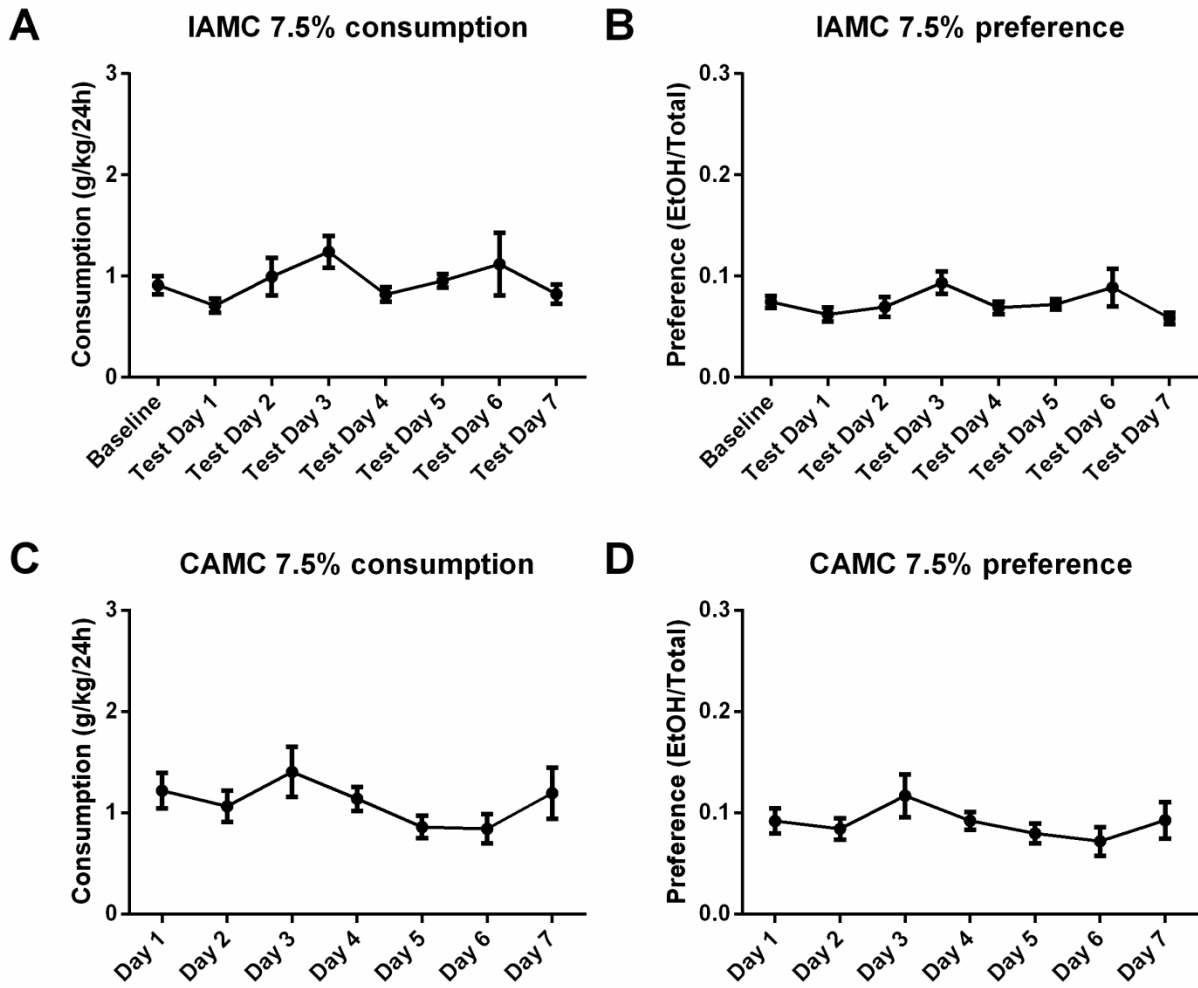 A
IAMC 7.5% consumption
Consumption (g/kg/24h)
3
2
1
0
Baseline
Test Day 1
Test Day 2
Test Day 3
Test Day 4
Test Day 5
Test Day 6
Test Day 7
B
IAMC 7.5% preference
Preference (EtOH/Total)
0.3
0.2
0.1
0.0
Baseline
Test Day 1
Test Day 2
Test Day 3
Test Day 4
Test Day 5
Test Day 6
Test Day 7
C
CAMC 7.5% consumption
Consumption (g/kg/24h)
3
2
1
0
Day 1
Day 2
Day 3
Day 4
Day 5
Day 6
Day 7
D
CAMC 7.5% preference
Preference (EtOH/Total)
0.3
0.2
0.1
0.0
Day 1
Day 2
Day 3
Day 4
Day 5
Day 6
Day 7